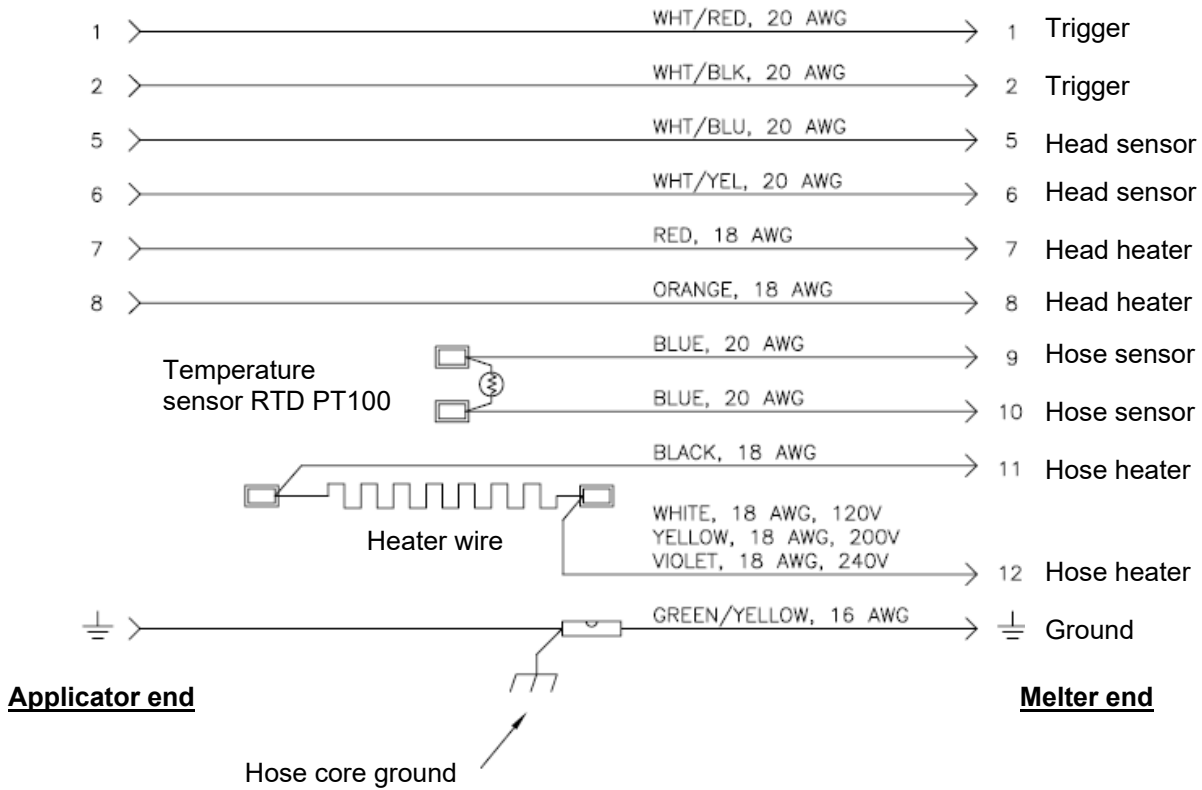 1 WHT/RED, 20 AWG 1 Trigger
2 WHT/BLK, 20 AWG 2 Trigger
5 WHT/BLU, 20 AWG 5 Head sensor
6 WHT/YEL, 20 AWG 6 Head sensor
7 RED, 18 AWG 7 Head heater
8 ORANGE, 18 AWG 8 Head heater
BLUE, 20 AWG 9 Hose sensor
Temperature
sensor RTD PT100
BLUE, 20 AWG 10 Hose sensor
BLACK, 18 AWG 11 Hose heater
Heater wire
WHITE, 18 AWG, 120V
YELLOW, 18 AWG, 200V
VIOLET, 18 AWG, 240V
12 Hose heater
GREEN/YELLOW, 16 AWG Ground
Applicator end Melter end
Hose core ground